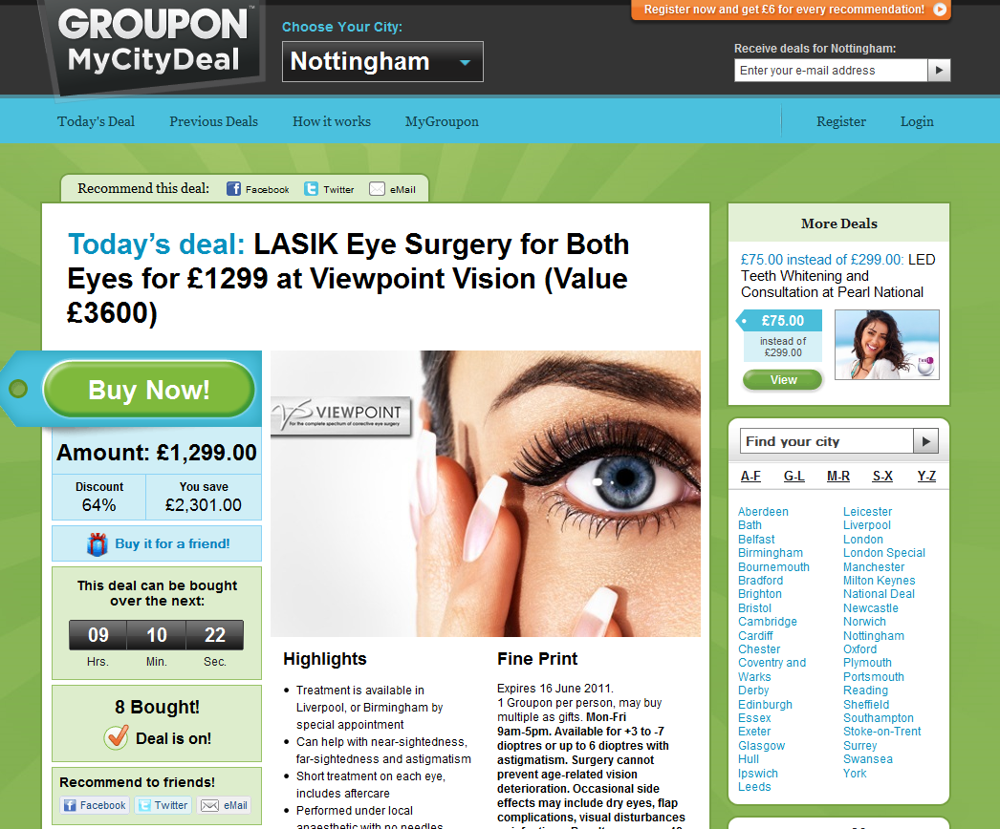 GROUPON™
MyCityDeal
Choose Your City:
Nottingham
Register now and get £6 for every recommendation!
Receive deals for Nottingham:
Enter your e-mail address
Today's Deal
Previous Deals
How it works
MyGroupon
Register
Login
Recommend this deal:
Facebook
Twitter
eMail
Today's deal: LASIK Eye Surgery for Both
Eyes for £1299 at Viewpoint Vision (Value
£3600)
Buy Now!
Amount: £1,299.00
Discount
64%
You save
£2,301.00
Buy it for a friend!
This deal can be bought
over the next:
09 10 22
Hrs. Min. Sec.
8 Bought!
Deal is on!
Recommend to friends!
Facebook
Twitter
eMail
VIEWPOINT
For the complete spectrum of corrective eye surgery
Highlights
Treatment is available in
Liverpool, or Birmingham by
special appointment
Can help with near-sightedness,
far-sightedness and astigmatism
Short treatment on each eye,
includes aftercare
Performed under local
anaesthetic with no needles
Fine Print
Expires 16 June 2011.
1 Groupon per person, may buy
multiple as gifts. Mon-Fri
9am-5pm. Available for +3 to -7
dioptres or up to 6 dioptres with
astigmatism. Surgery cannot
prevent age-related vision
deterioration. Occasional side
effects may include dry eyes, flap
complications, visual disturbances
More Deals
£75.00 instead of £299.00: LED
Teeth Whitening and
Consultation at Pearl National
£75.00
instead of
£299.00
View
Find your city
A-F
G-L
M-R
S-X
Y-Z
Aberdeen
Bath
Belfast
Birmingham
Bournemouth
Bradford
Brighton
Bristol
Cambridge
Cardiff
Chester
Coventry and
Warks
Derby
Edinburgh
Essex
Exeter
Glasgow
Hull
Ipswich
Leeds
Leicester
Liverpool
London
London Special
Manchester
Milton Keynes
National Deal
Newcastle
Norwich
Nottingham
Oxford
Plymouth
Portsmouth
Reading
Sheffield
Southampton
Stoke-on-Trent
Surrey
Swansea
York